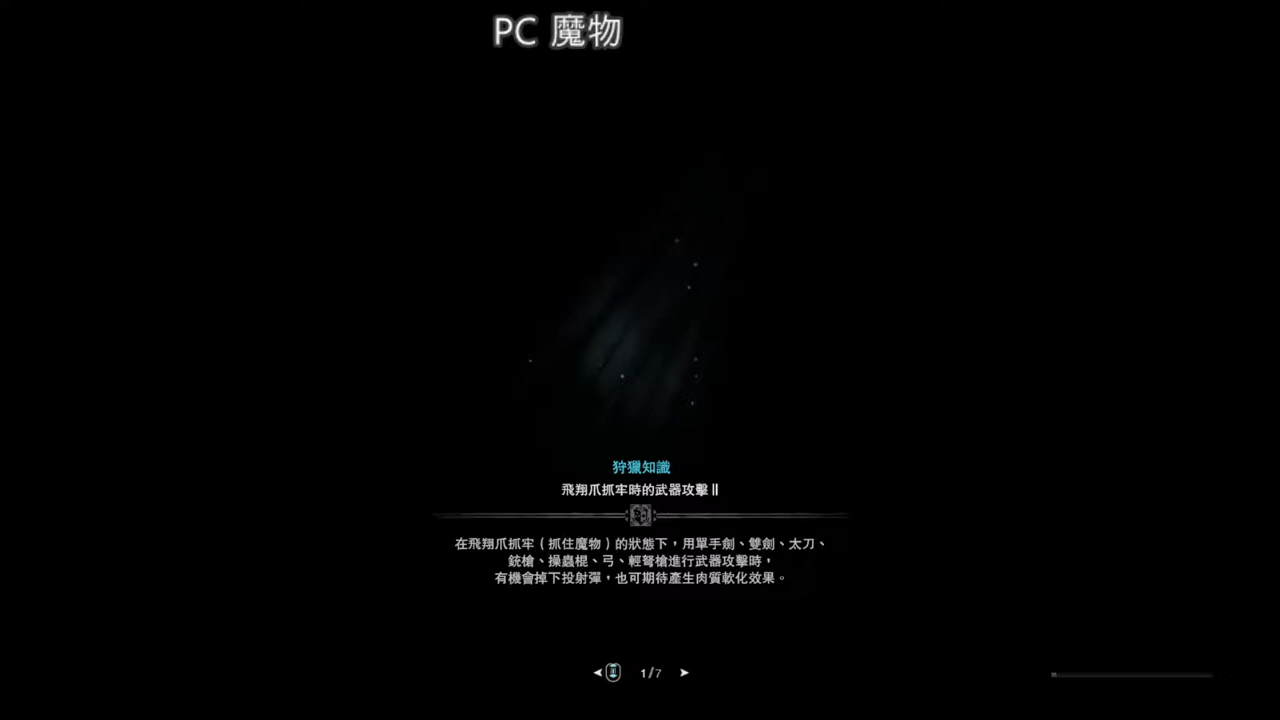 PC 魔物
狩獵知識
飛翔爪抓牢時的武器攻擊 II
在飛翔爪抓牢（抓住魔物）的狀態下，用單手劍、雙劍、太刀、
銃槍、操蟲棍、弓、輕弩槍進行武器攻擊時，
有機會掉下投射彈，也可期待產生肉質軟化效果。
1/7